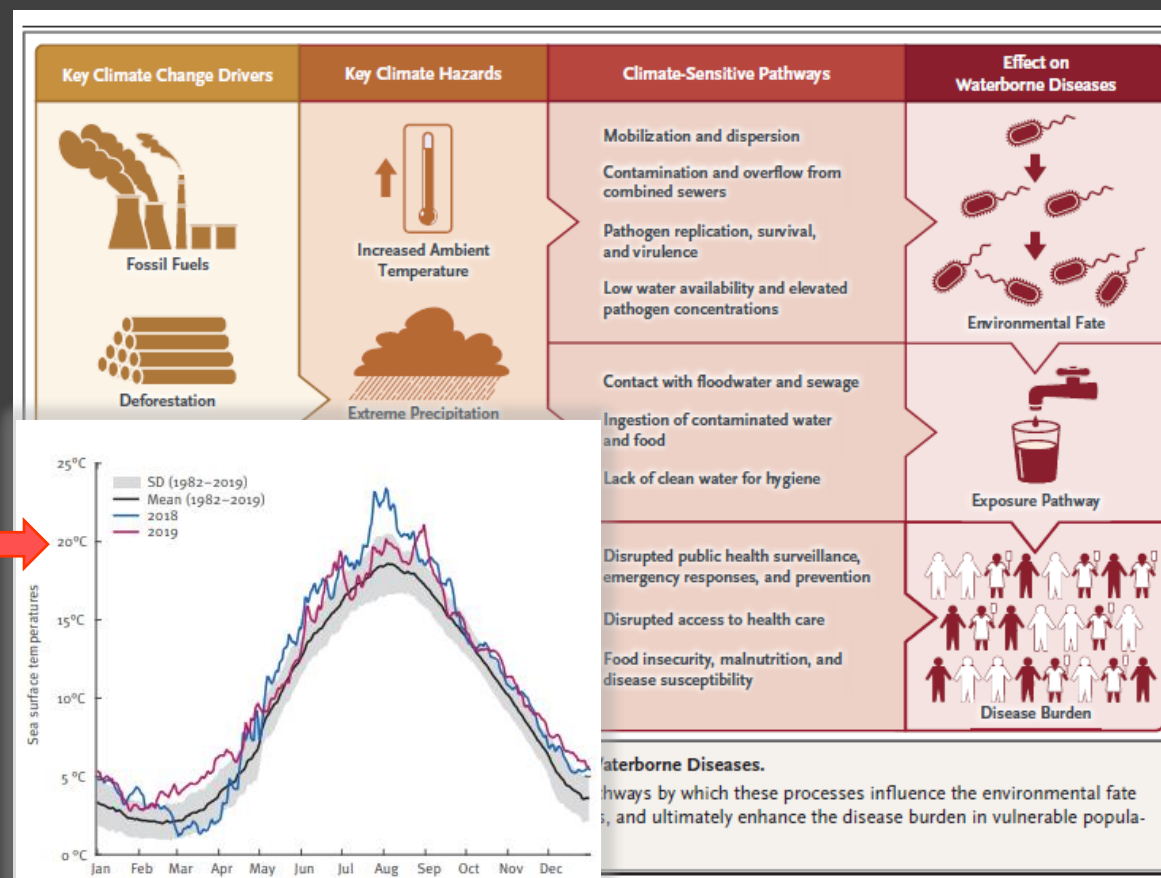 Key Climate Change Drivers
Key Climate Hazards
Climate-Sensitive Pathways
Effect on
Waterborne Diseases
Fossil Fuels
Deforestation
Increased Ambient
Temperature
Extreme Precipitation
Mobilization and dispersion
Contamination and overflow from
combined sewers
Pathogen replication, survival,
and virulence
Low water availability and elevated
pathogen concentrations
Environmental Fate
Contact with floodwater and sewage
Ingestion of contaminated water
and food
Lack of clean water for hygiene
Exposure Pathway
Disrupted public health surveillance,
emergency responses, and prevention
Disrupted access to health care
Food insecurity, malnutrition, and
disease susceptibility
Disease Burden
Diseases.
by which these processes influence the environmental fate
, and ultimately enhance the disease burden in vulnerable popula-
25°C
20°C
15°C
10°C
5 °C
0 °C
Sea surface temperatures
SD (1982–2019)
Mean (1982–2019)
2018
2019
Jan Feb Mar Apr May Jun Jul Aug Sep Oct Nov Dec